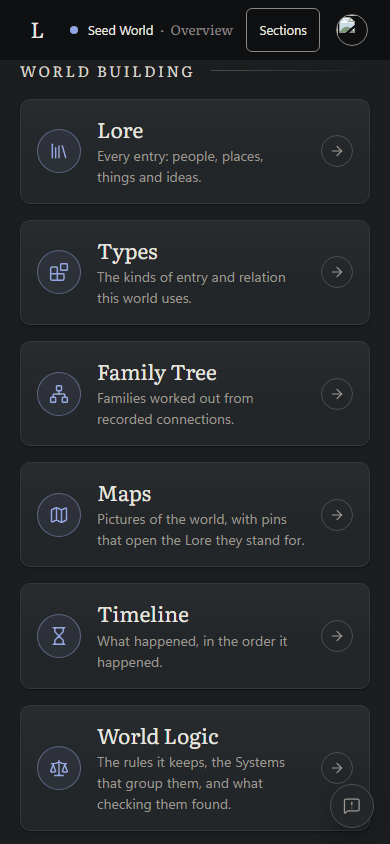 L
Seed World · Overview
Sections
WORLD BUILDING
Lore
Every entry: people, places,
things and ideas.
Types
The kinds of entry and relation
this world uses.
Family Tree
Families worked out from
recorded connections.
Maps
Pictures of the world, with pins
that open the Lore they stand for.
Timeline
What happened, in the order it
happened.
World Logic
The rules it keeps, the Systems
that group them, and what
checking them found.